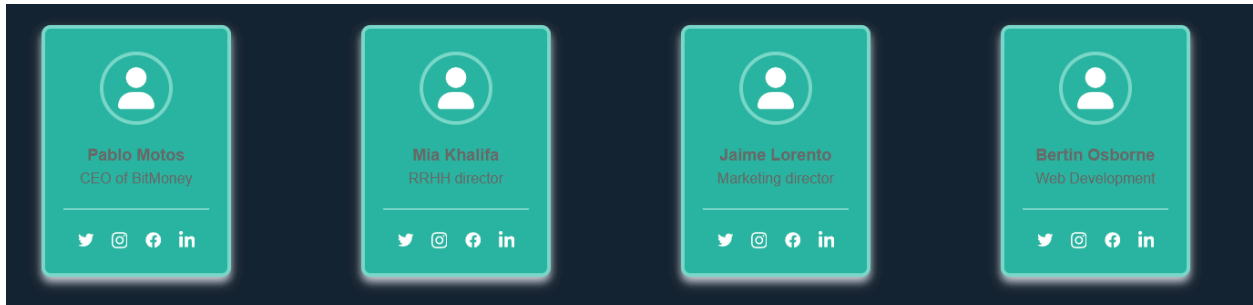 Pablo Motos
CEO of BitMoney
Mia Khalifa
RRHH director
Jaime Lorento
Marketing director
Bertin Osborne
Web Development